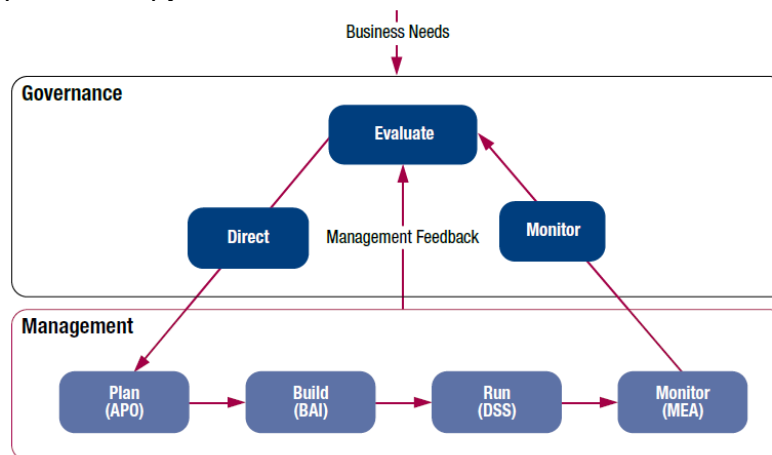 Business Needs
Governance
Evaluate
Direct
Management Feedback
Monitor
Management
Plan
(APO)
Build
(BAI)
Run
(DSS)
Monitor
(MEA)